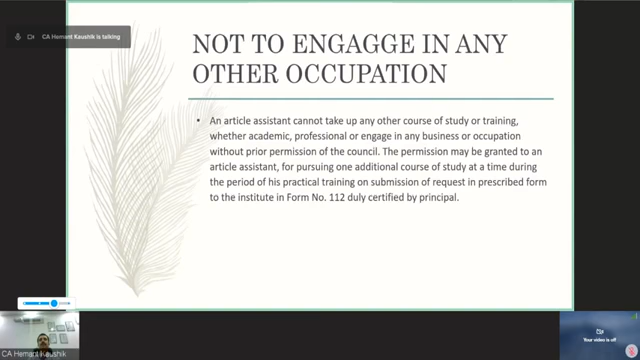 CA Hemant Kaushik is talking
NOT TO ENGAGGE IN ANY
OTHER OCCUPATION
• An article assistant cannot take up any other course of study or training,
whether academic, professional or engage in any business or occupation
without prior permission of the council. The permission may be granted to an
article assistant, for pursuing one additional course of study at a time during
the period of his practical training on submission of request in prescribed form
to the institute in Form No. 112 duly certified by principal.
CA Hemant Kaushik
Your video is off